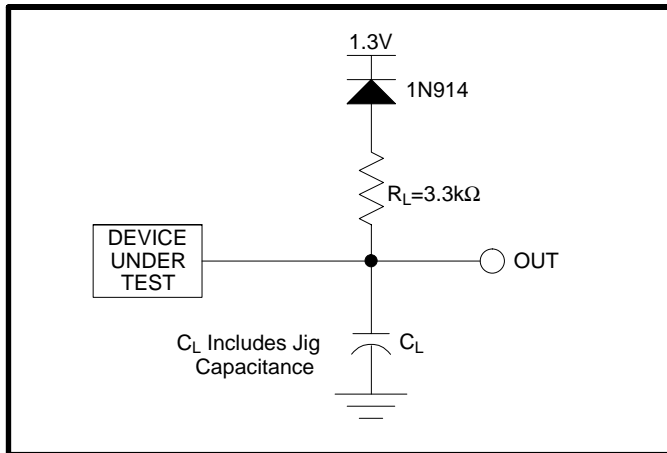 1.3V
1N914
R_L=3.3kΩ
DEVICE
UNDER
TEST
OUT
C_L Includes Jig
Capacitance
C_L